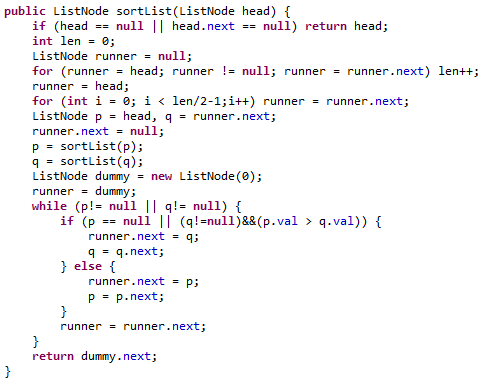 public ListNode sortList(ListNode head) {
    if (head == null || head.next == null) return head;
    int len = 0;
    ListNode runner = null;
    for (runner = head; runner != null; runner = runner.next) len++;
    runner = head;
    for (int i = 0; i < len/2-1;i++) runner = runner.next;
    ListNode p = head, q = runner.next;
    runner.next = null;
    p = sortList(p);
    q = sortList(q);
    ListNode dummy = new ListNode(0);
    runner = dummy;
    while (p!= null || q!= null) {
        if (p == null || (q!=null)&&(p.val > q.val)) {
            runner.next = q;
            q = q.next;
        } else {
            runner.next = p;
            p = p.next;
        }
        runner = runner.next;
    }
    return dummy.next;
}